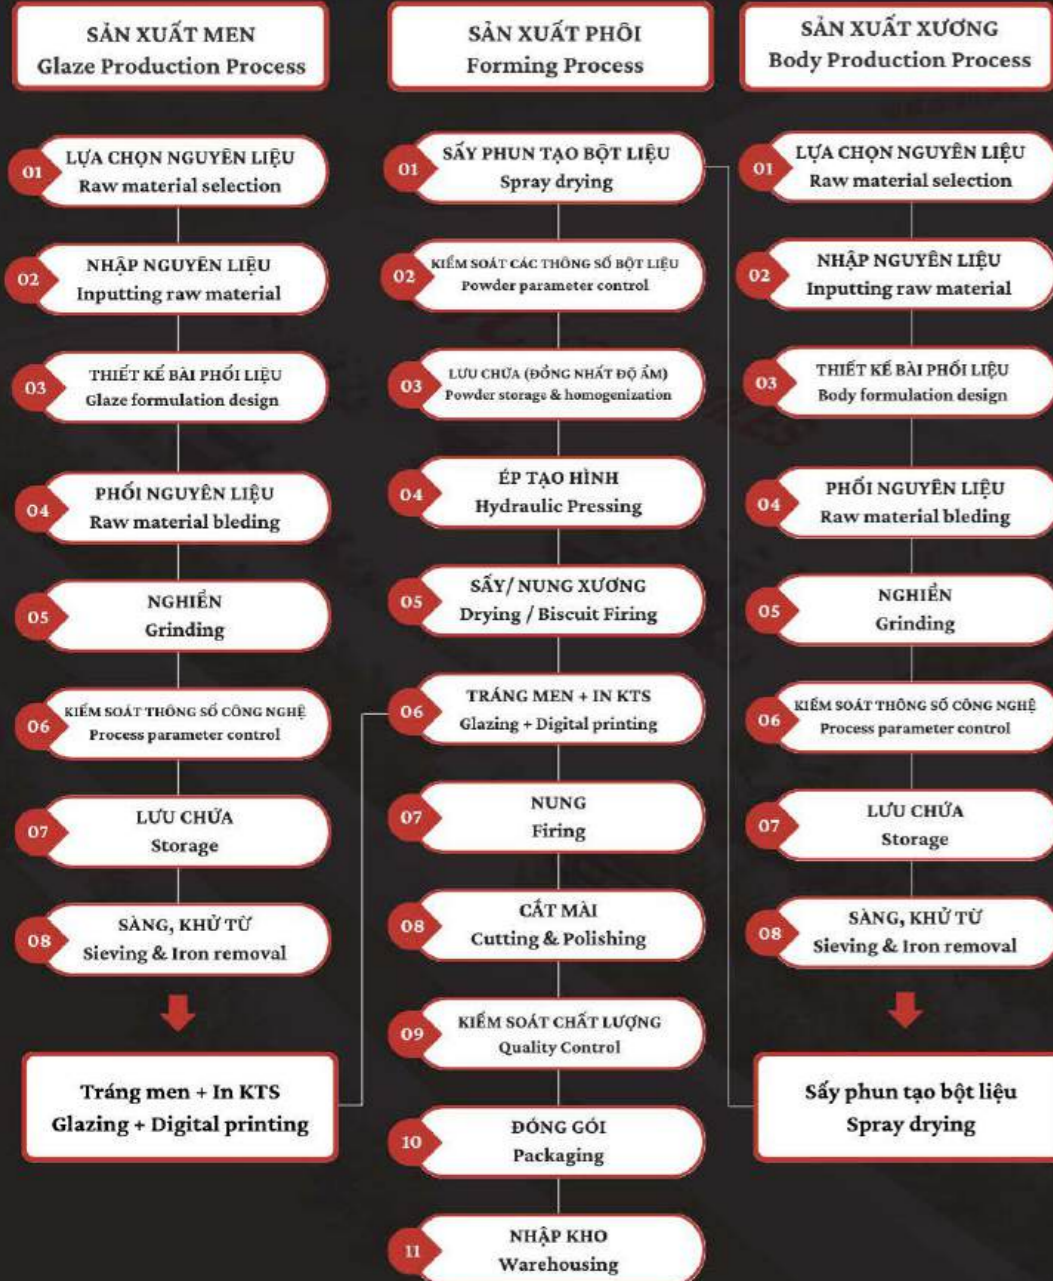 SẢN XUẤT MEN
Glaze Production Process
01
LỰA CHỌN NGUYÊN LIỆU
Raw material selection
02
NHẬP NGUYÊN LIỆU
Inputting raw material
03
THIẾT KẾ BÀI PHỐI LIỆU
Glaze formulation design
04
PHỐI NGUYÊN LIỆU
Raw material bleding
05
NGHIỀN
Grinding
06
KIỂM SOÁT THÔNG SỐ CÔNG NGHỆ
Process parameter control
07
LƯU CHỨA
Storage
08
SÀNG, KHỬ TỪ
Sieving & Iron removal
Tráng men + In KTS
Glazing + Digital printing
SẢN XUẤT PHÔI
Forming Process
01
SẤY PHUN TẠO BỘT LIỆU
Spray drying
02
KIỂM SOÁT CÁC THÔNG SỐ BỘT LIỆU
Powder parameter control
03
LƯU CHỨA (ĐỒNG NHẤT ĐỘ ẨM)
Powder storage & homogenization
04
ÉP TẠO HÌNH
Hydraulic Pressing
05
SẤY/ NUNG XƯƠNG
Drying / Biscuit Firing
06
TRÁNG MEN + IN KTS
Glazing + Digital printing
07
NUNG
Firing
08
CẮT MÀI
Cutting & Polishing
09
KIỂM SOÁT CHẤT LƯỢNG
Quality Control
10
ĐÓNG GÓI
Packaging
11
NHẬP KHO
Warehousing
SẢN XUẤT XƯƠNG
Body Production Process
01
LỰA CHỌN NGUYÊN LIỆU
Raw material selection
02
NHẬP NGUYÊN LIỆU
Inputting raw material
03
THIẾT KẾ BÀI PHỐI LIỆU
Body formulation design
04
PHỐI NGUYÊN LIỆU
Raw material bleding
05
NGHIỀN
Grinding
06
KIỂM SOÁT THÔNG SỐ CÔNG NGHỆ
Process parameter control
07
LƯU CHỨA
Storage
08
SÀNG, KHỬ TỪ
Sieving & Iron removal
Sấy phun tạo bột liệu
Spray drying